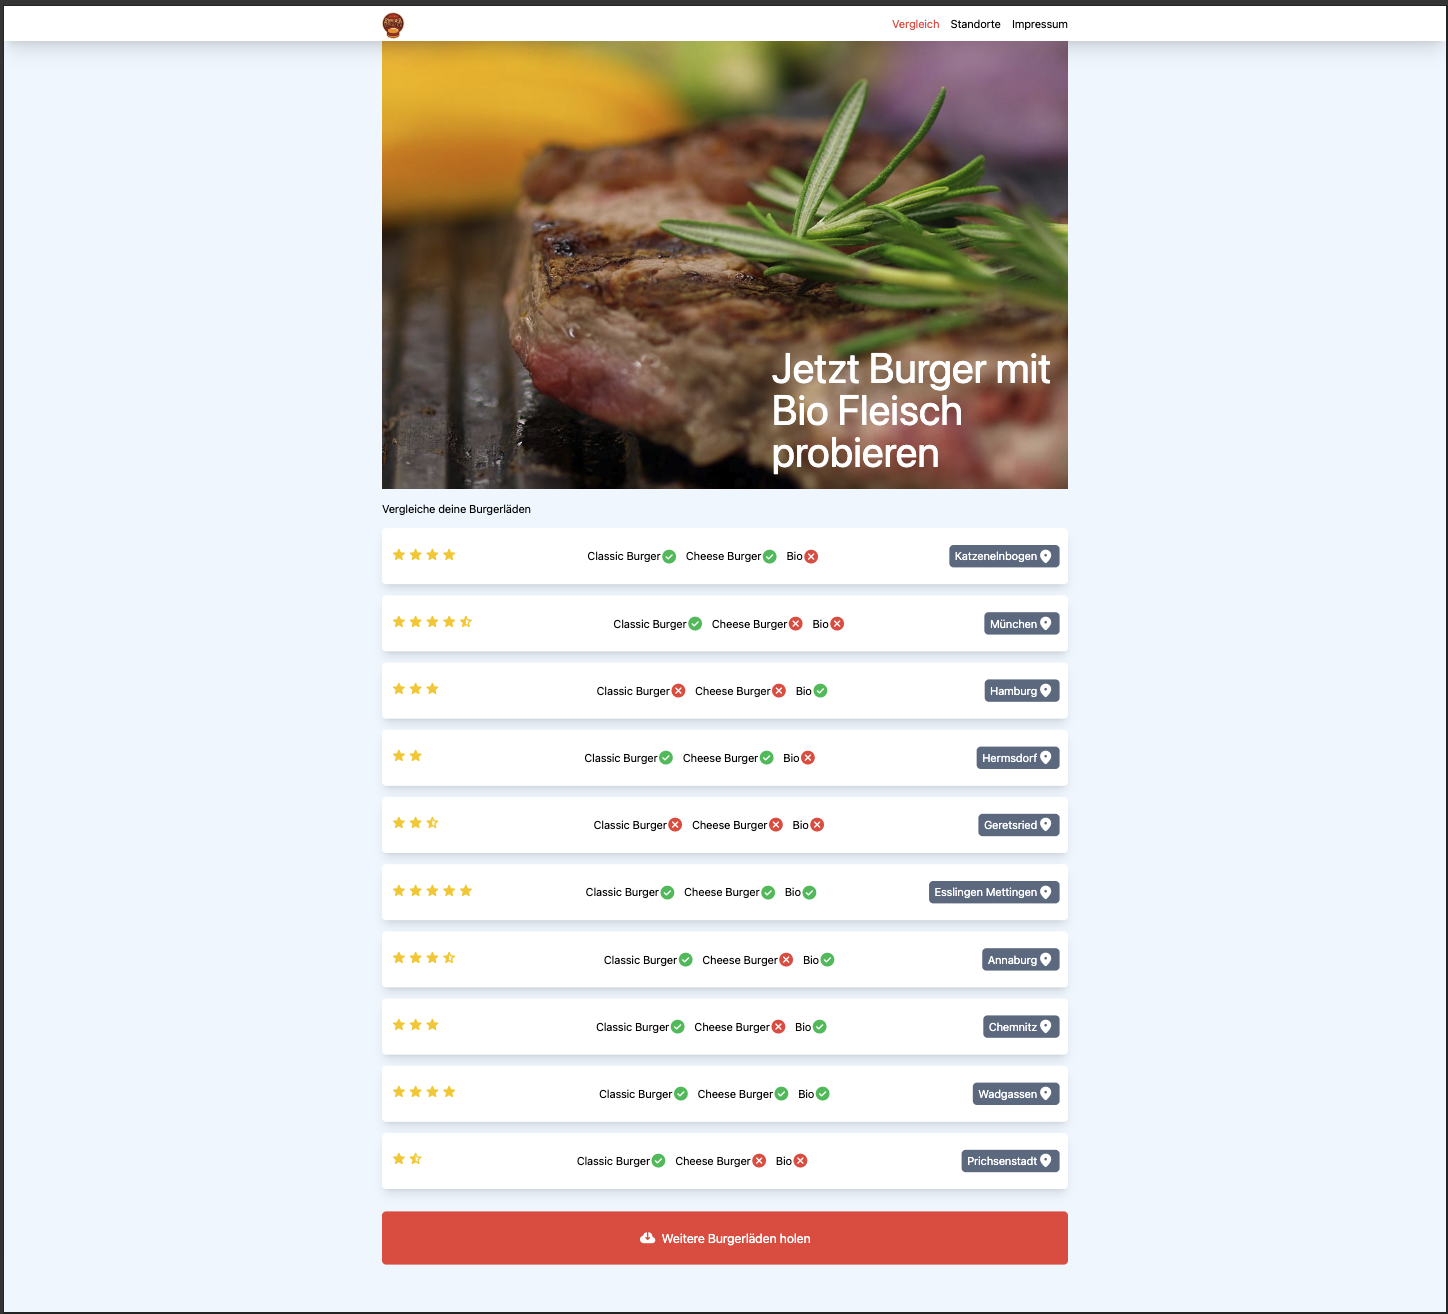 Vergleich Standorte Impressum
Jetzt Burger mit
Bio Fleisch
probieren
Vergleiche deine Burgerläden
Classic Burger Cheese Burger Bio Katzenelnbogen
Classic Burger Cheese Burger Bio München
Classic Burger Cheese Burger Bio Hamburg
Classic Burger Cheese Burger Bio Hermsdorf
Classic Burger Cheese Burger Bio Geretsried
Classic Burger Cheese Burger Bio Esslingen Mettingen
Classic Burger Cheese Burger Bio Annaburg
Classic Burger Cheese Burger Bio Chemnitz
Classic Burger Cheese Burger Bio Wadgassen
Classic Burger Cheese Burger Bio Prichsenstadt
Weitere Burgerläden holen